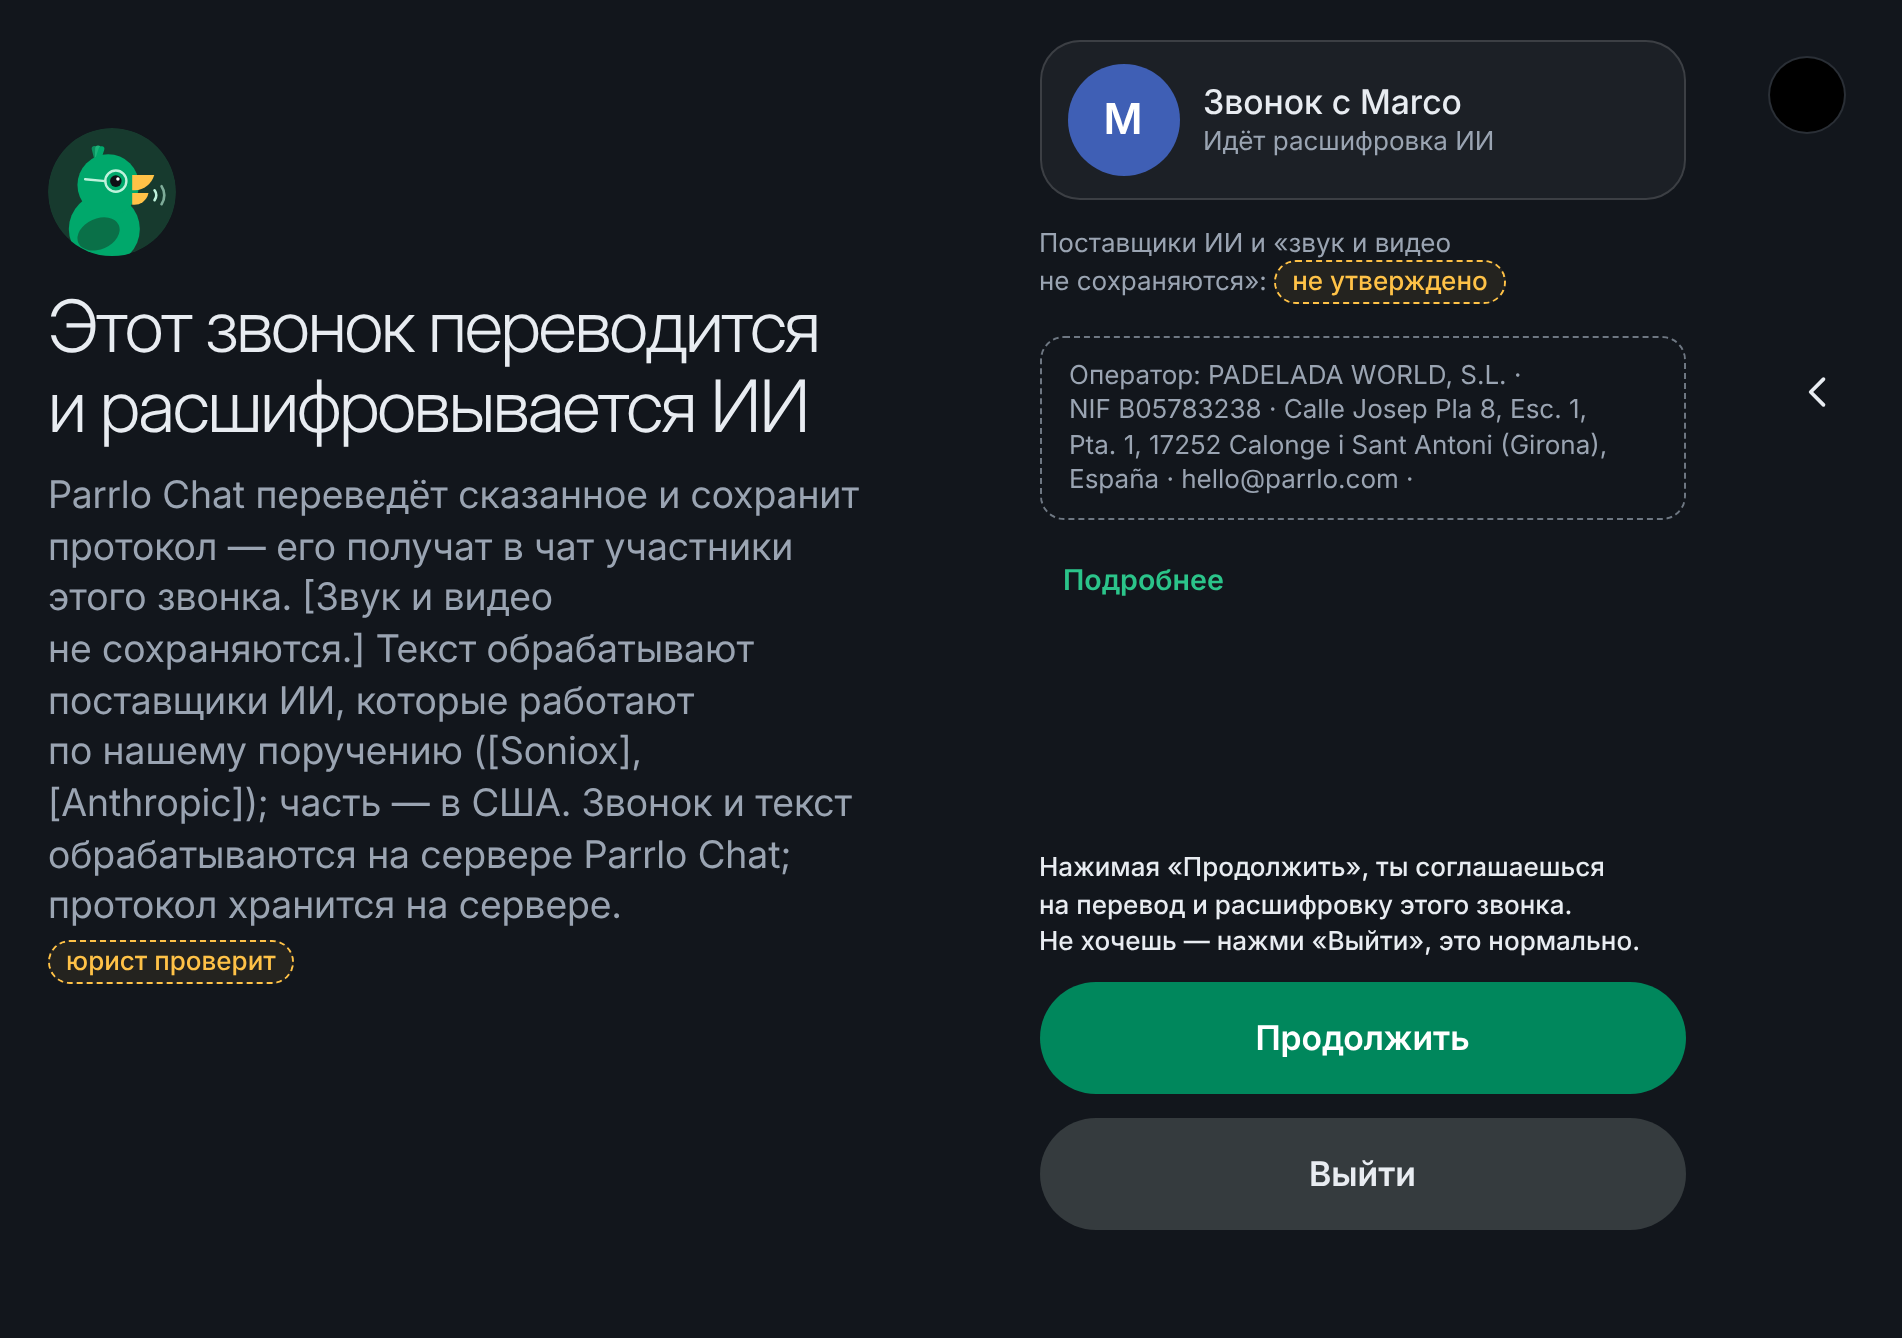 Этот звонок переводится
и расшифровывается ИИ
Parrlo Chat переведёт сказанное и сохранит
протокол — его получат в чат участники
этого звонка. [Звук и видео
не сохраняются.] Текст обрабатывают
поставщики ИИ, которые работают
по нашему поручению ([Soniox],
[Anthropic]); часть — в США. Звонок и текст
обрабатываются на сервере Parrlo Chat;
протокол хранится на сервере.
юрист проверит
M
Звонок с Marco
Идёт расшифровка ИИ
Поставщики ИИ и «звук и видео
не сохраняются»: не утверждено
Оператор: PADELADA WORLD, S.L. ·
NIF B05783238 · Calle Josep Pla 8, Esc. 1,
Pta. 1, 17252 Calonge i Sant Antoni (Girona),
España · hello@parrlo.com ·
Подробнее
Нажимая «Продолжить», ты соглашаешься
на перевод и расшифровку этого звонка.
Не хочешь — нажми «Выйти», это нормально.
Продолжить
Выйти